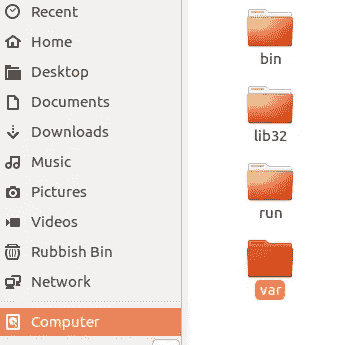 Recent
Home
Desktop
Documents
Downloads
Music
Pictures
Videos
Rubbish Bin
Network
Computer
bin
lib32
run
var